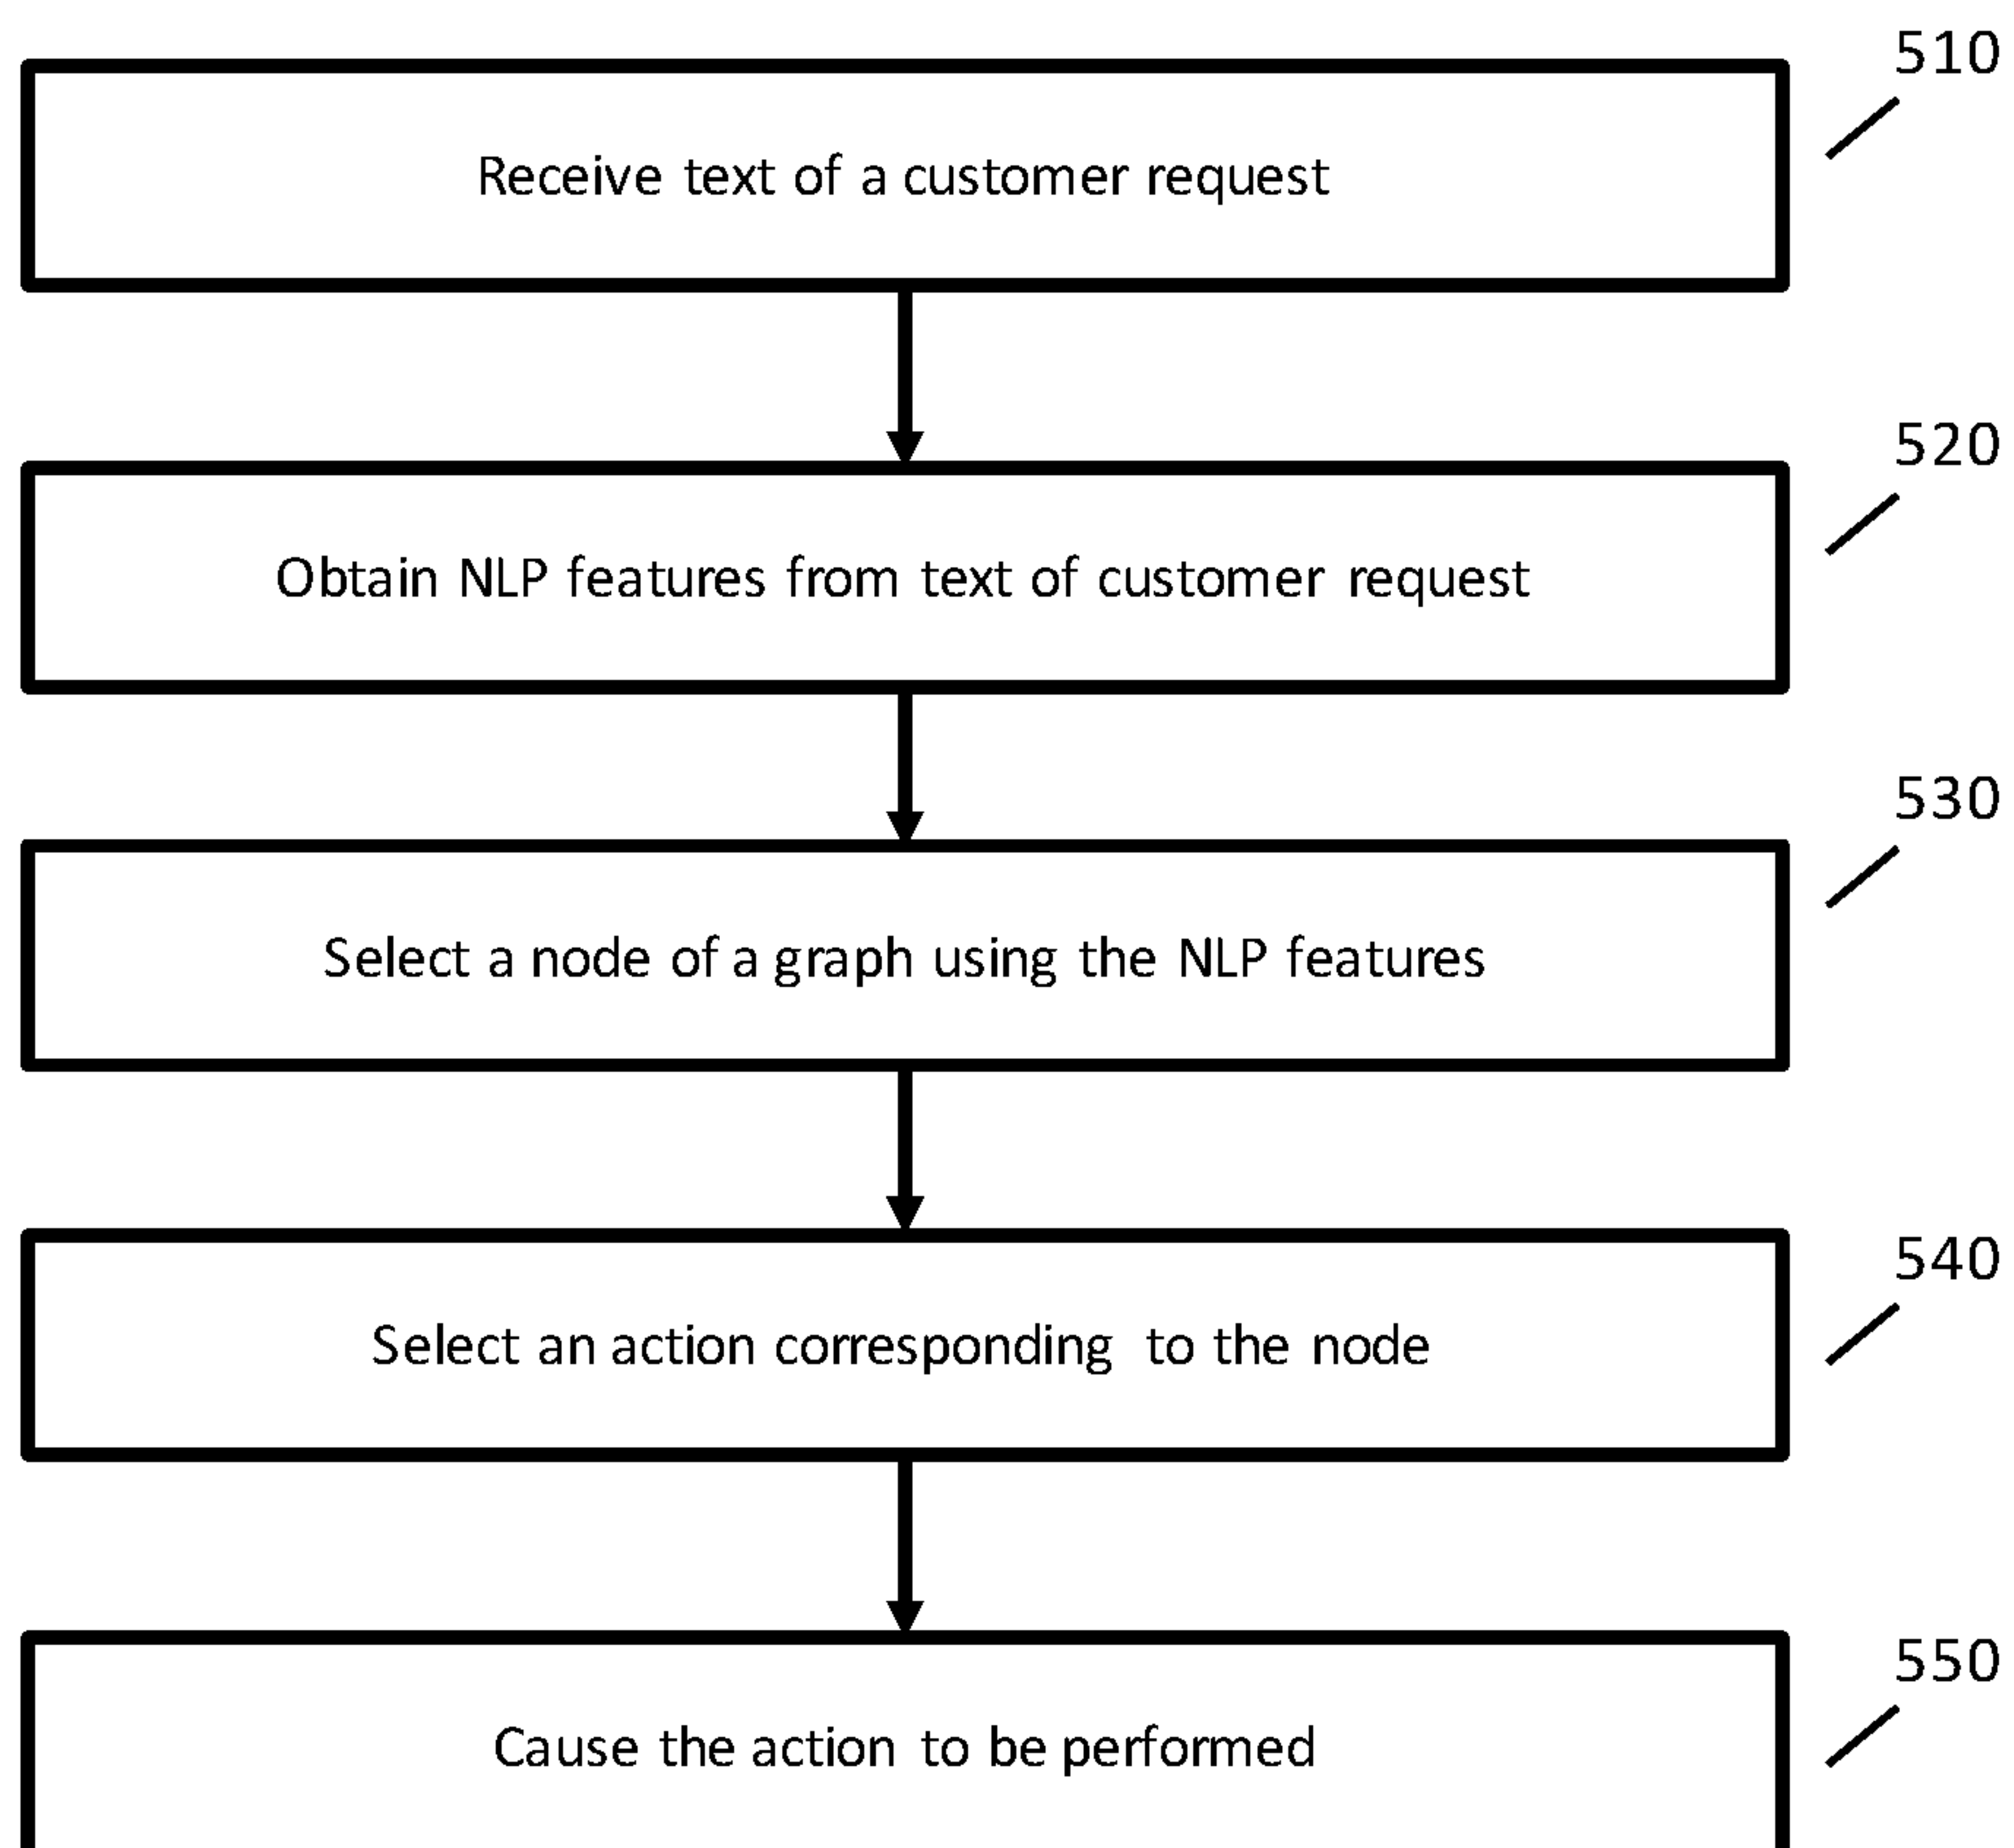 510
Receive text of a customer request
520
Obtain NLP features from text of customer request
530
Select a node of a graph using the NLP features
540
Select an action corresponding to the node
550
Cause the action to be performed